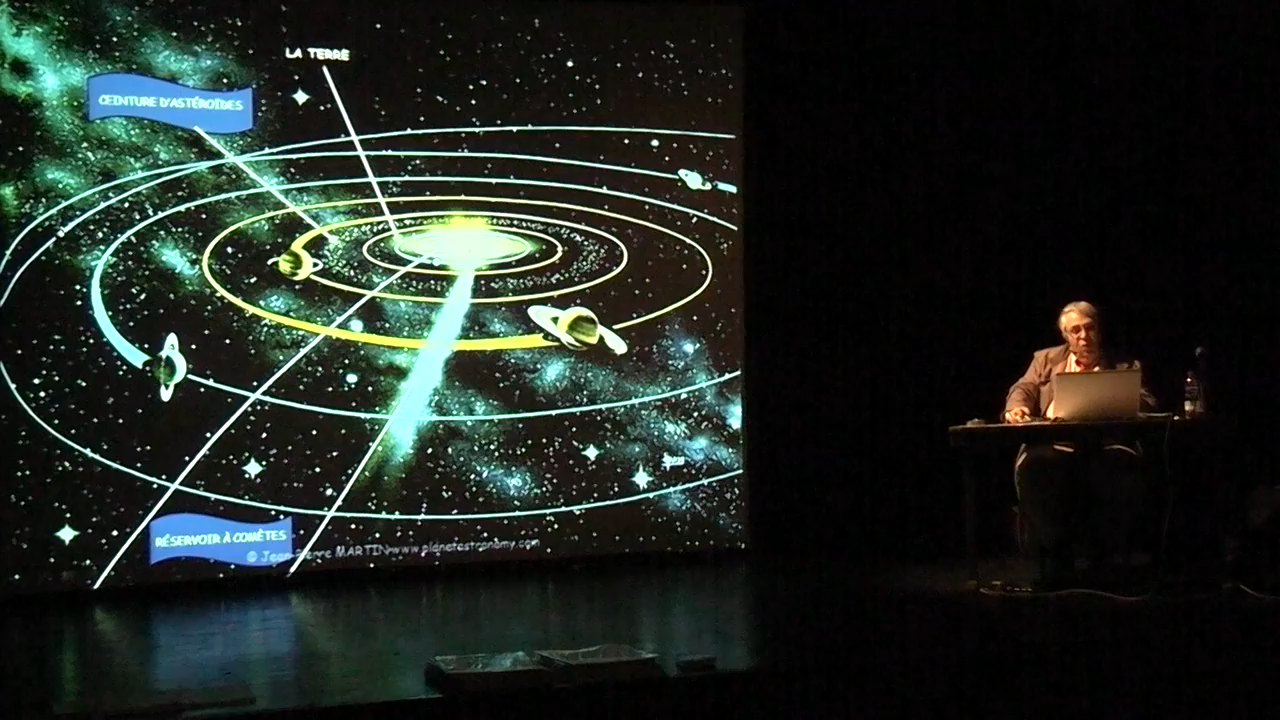 LA TERRE
CEINTURE D'ASTÉROÏDES
RÉSERVOIR À COMÈTES
© Jean-Pierre MARTIN www.planetastronomy.com